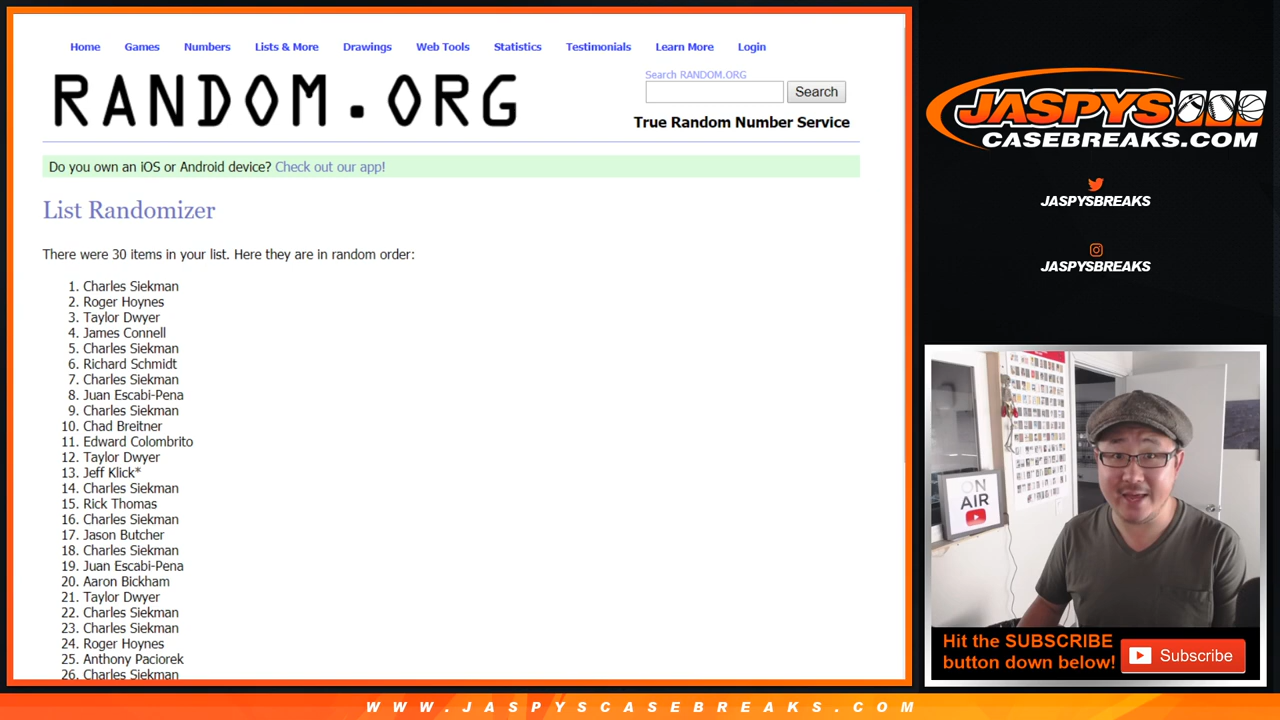 Home Games Numbers Lists & More Drawings Web Tools Statistics Testimonials Learn More Login
RANDOM.ORG
Search RANDOM.ORG
Search
True Random Number Service
Do you own an iOS or Android device? Check out our app!
List Randomizer
There were 30 items in your list. Here they are in random order:
1. Charles Siekman
2. Roger Hoynes
3. Taylor Dwyer
4. James Connell
5. Charles Siekman
6. Richard Schmidt
7. Charles Siekman
8. Juan Escabi-Pena
9. Charles Siekman
10. Chad Breitner
11. Edward Colombrito
12. Taylor Dwyer
13. Jeff Klick*
14. Charles Siekman
15. Rick Thomas
16. Charles Siekman
17. Jason Butcher
18. Charles Siekman
19. Juan Escabi-Pena
20. Aaron Bickham
21. Taylor Dwyer
22. Charles Siekman
23. Charles Siekman
24. Roger Hoynes
25. Anthony Paciorek
26. Charles Siekman
JASPYS
CASEBREAKS.COM
JASPYSBREAKS
JASPYSBREAKS
ON
AIR
Hit the SUBSCRIBE
button down below!
Subscribe
WWW.JASPYSCASEBREAKS.COM